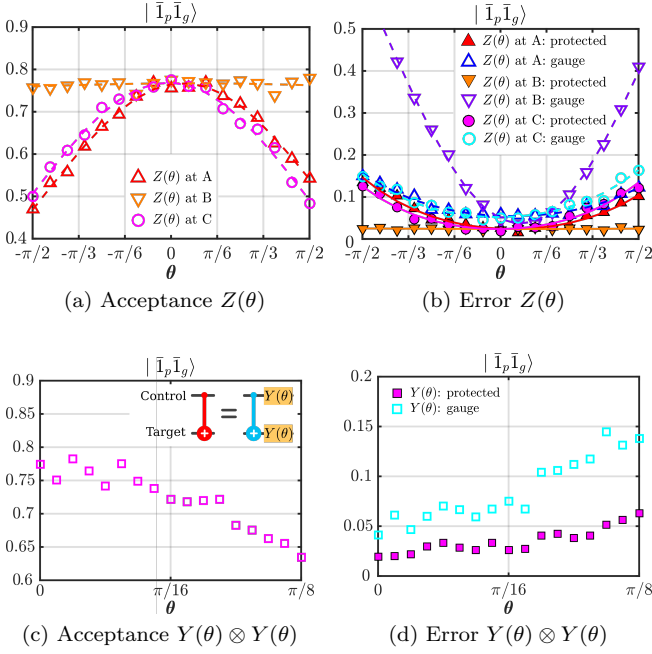 | 1̄ₚ1̄g⟩
0.9
0.8
0.7
0.6
0.5
0.4
Z(θ) at A
Z(θ) at B
Z(θ) at C
-π/2 -π/3 -π/6 0 π/6 π/3 π/2
θ
(a) Acceptance Z(θ)
| 1̄ₚ1̄g⟩
0.5
0.4
0.3
0.2
0.1
0
Z(θ) at A: protected
Z(θ) at A: gauge
Z(θ) at B: protected
Z(θ) at B: gauge
Z(θ) at C: protected
Z(θ) at C: gauge
-π/2 -π/3 -π/6 0 π/6 π/3 π/2
θ
(b) Error Z(θ)
| 1̄ₚ1̄g⟩
0.9
0.85
0.8
0.75
0.7
0.65
0.6
Control Y(θ)
=
Target Y(θ)
0 π/16 π/8
θ
(c) Acceptance Y(θ) ⊗ Y(θ)
| 1̄ₚ1̄g⟩
0.2
0.15
0.1
0.05
0
Y(θ): protected
Y(θ): gauge
0 π/16 π/8
θ
(d) Error Y(θ) ⊗ Y(θ)